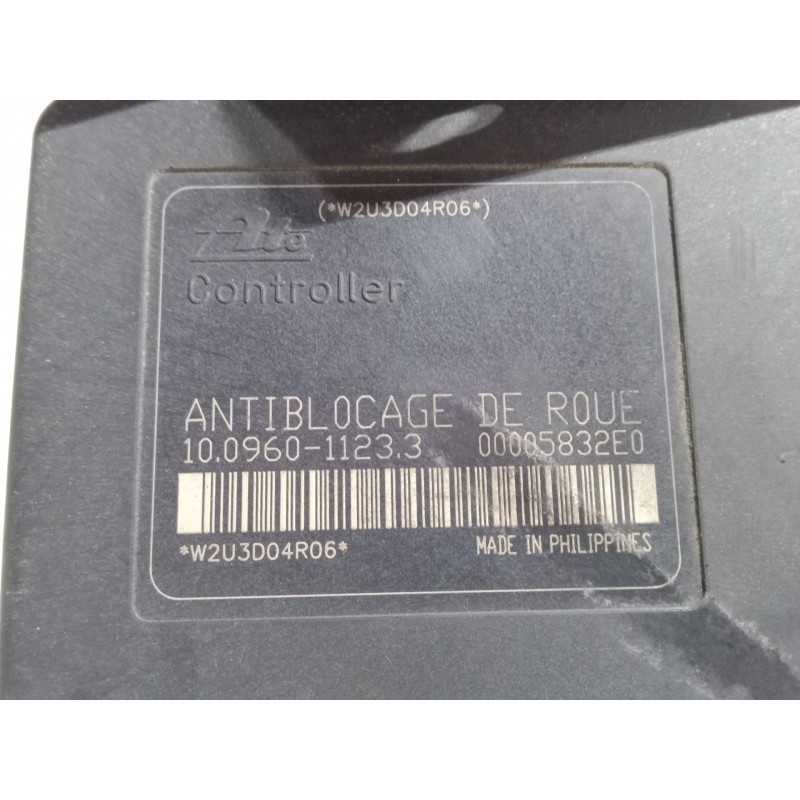 (*W2U3D04R06*)
Ate
Controller
ANTIBLOCAGE DE ROUE
10.0960-1123.3 00005832E0
*W2U3D04R06* MADE IN PHILIPPINES